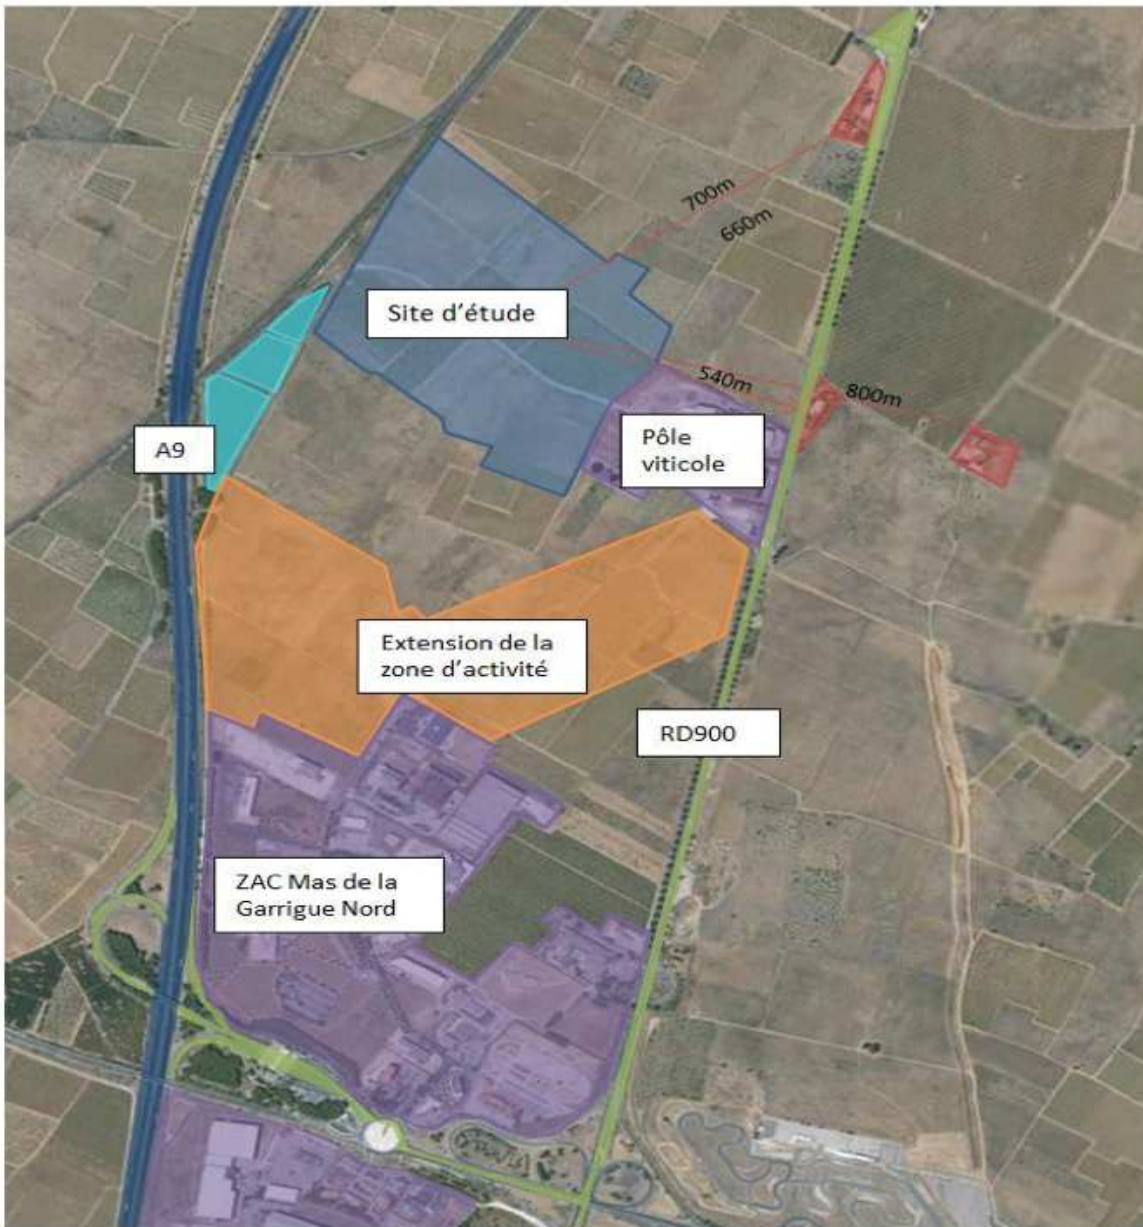 700m
660m
Site d'étude
540m
800m
A9
Pôle
viticole
Extension de la
zone d'activité
RD900
ZAC Mas de la
Garrigue Nord